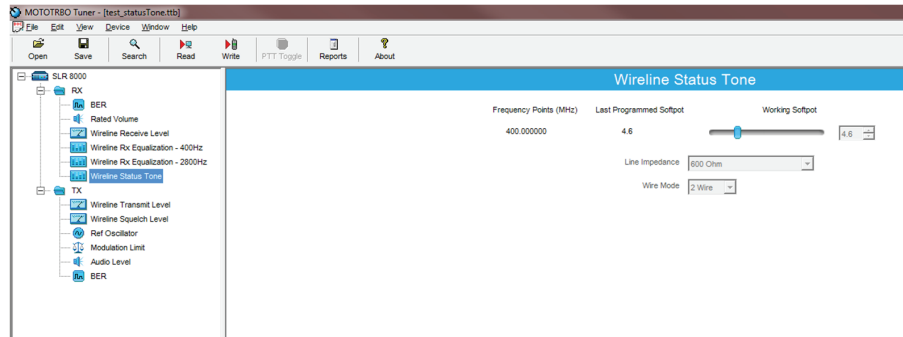 MOTOTRBO Tuner - [test_statusTone.ttb]
File Edit View Device Window Help
Open Save Search Read Write PTT Toggle Reports About
SLR 8000
RX
BER
Rated Volume
Wireline Receive Level
Wireline Rx Equalization - 400Hz
Wireline Rx Equalization - 2800Hz
Wireline Status Tone
TX
Wireline Transmit Level
Wireline Squelch Level
Ref Oscillator
Modulation Limit
Audio Level
BER
Wireline Status Tone
Frequency Points (MHz) Last Programmed Softpot Working Softpot
400.000000 4.6 4.6
Line Impedance 600 Ohm
Wire Mode 2 Wire